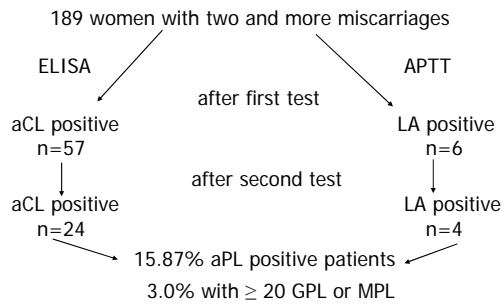 189 women with two and more miscarriages
ELISA
APTT
after first test
aCL positive
n=57
LA positive
n=6
after second test
aCL positive
n=24
LA positive
n=4
15.87% aPL positive patients
3.0% with ≥ 20 GPL or MPL